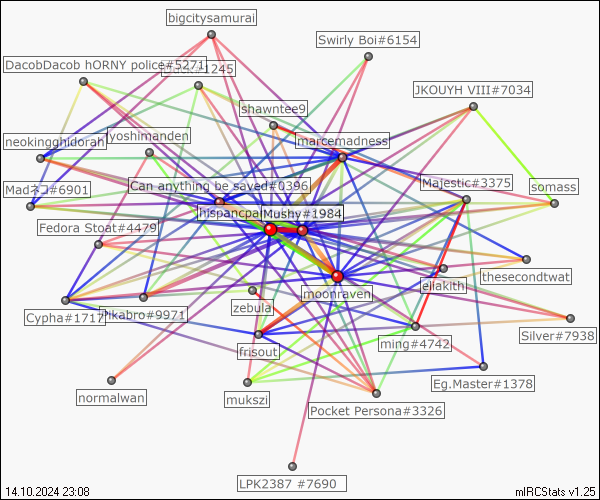 bigcitysamurai
Swirly Boi#6154
DacobDacob hORNY police#5271
#1245
JKOUYH VIII#7034
shawntee9
neokingghidorah
yoshimanden
marcemadness
Madネコ#6901
Can anything be saved#0396
Majestic#3375
somass
hispancpai
Mushy#1984
Fedora Stoat#4479
eliakith
thesecondtwat
Cypha#1717
Pikabro#9971
zebula
moonraven
frisout
ming#4742
Silver#7938
normalwan
mukszi
Pocket Persona#3326
Eg.Master#1378
LPK2387 #7690
14.10.2024 23:08
mIRCStats v1.25